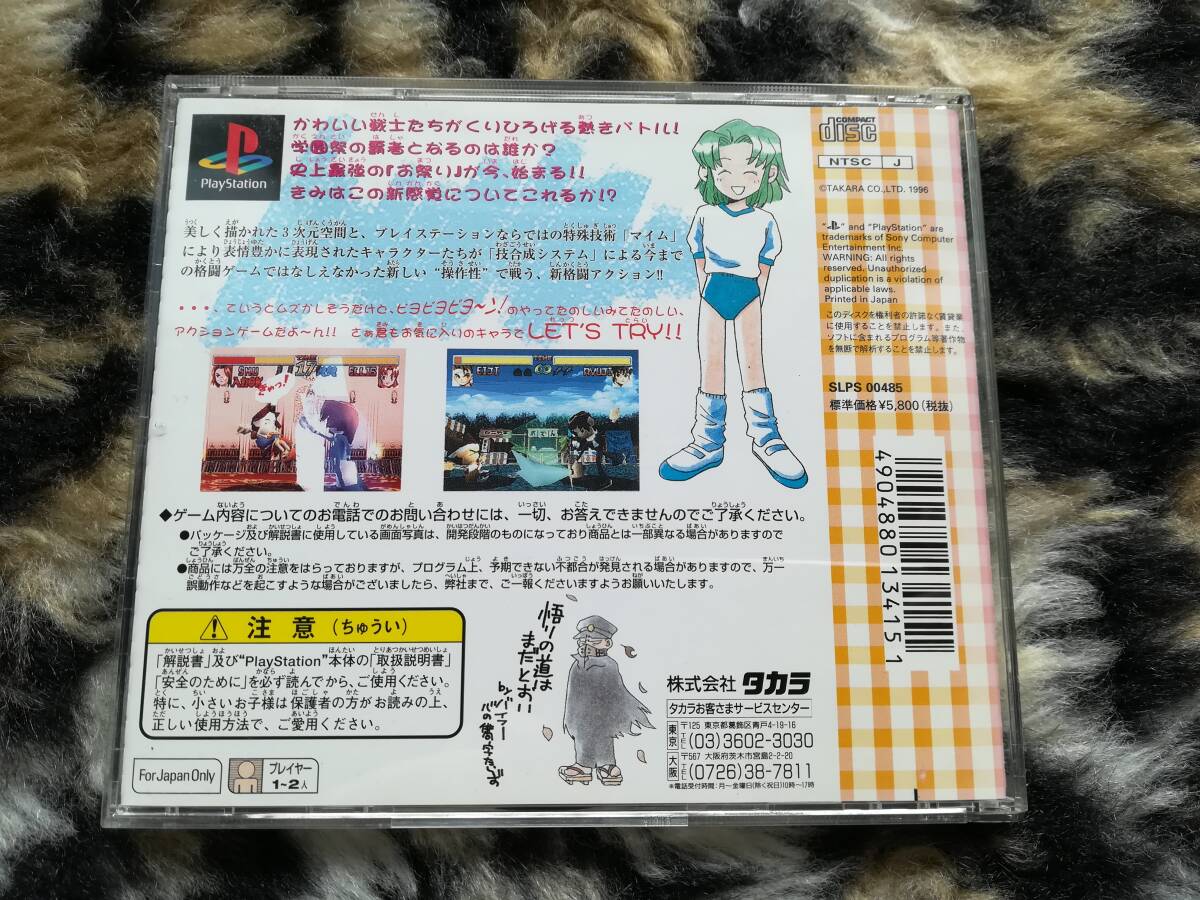 PlayStation
かわいい戦士たちがくりひろげる熱きバトル!!
学園祭の覇者となるのは誰か?
史上最強の『お祭り』が今、始まる!!
きみはこの新感覚についてこれるか!?
美しく描かれた3次元空間と、プレイステーションならではの特殊技術「マイム」
により表情豊かに表現されたキャラクターたちが「技合成システム」による今まで
の格闘ゲームではなしえなかった新しい“操作性”で戦う、新格闘アクション!!
・・・、ていうとムズかしそうだけど、ピヨピヨピヨ〜ン!のやってたのしいみてたのしい、
アクションゲームだよ〜ん!! さあ君もお気に入りのキャラでLET'S TRY!!
TIME
17
ELLIS
ぎゃっ!
TIME
RYUKI
◆ゲーム内容についてのお電話でのお問い合わせには、一切、お答えできませんのでご了承ください。
●パッケージ及び解説書に使用している画面写真は、開発段階のものになっており商品とは一部異なる場合がありますので
ご了承ください。
●商品には万全の注意をはらっておりますが、プログラム上、予期できない不都合が発見される場合がありますので、万一
誤動作などを起こすような場合がございましたら、弊社まで、ご一報くださいますようお願いいたします。
注意(ちゅうい)
「解説書」及び“PlayStation”本体の「取扱説明書」
「安全のために」を必ず読んでから、ご使用ください。
特に、小さいお子様は保護者の方がお読みの上、
正しい使用方法で、ご愛用ください。
For Japan Only
プレイヤー
1~2人
悟りの道は
まだとおい
株式会社 タカラ
タカラお客さまサービスセンター
東京 〒125 東京都葛飾区青戸4-19-16
TEL (03)3602-3030
大阪 〒567 大阪府茨木市宮島2-2-20
TEL (0726)38-7811
*電話受付時間:月〜金曜日(除く祝日)10時〜17時
COMPACT
disc
NTSC J
©TAKARA CO.,LTD. 1996
“ ” and “PlayStation” are
trademarks of Sony Computer
Entertainment Inc.
WARNING: All rights
reserved. Unauthorized
duplication is a violation of
applicable laws.
Printed in Japan
このディスクを権利者の許諾なく賃貸業
に使用することを禁止します。また、
ソフトに含まれるプログラム等著作物
を無断で解析することを禁止します。
SLPS 00485
標準価格¥5,800(税抜)
4904880134151